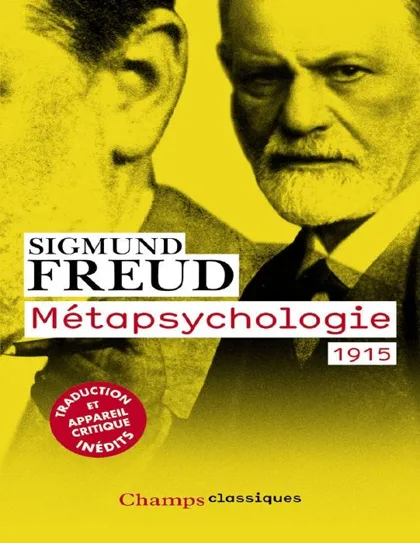 SIGMUND
FREUD
Métapsychologie
1915
TRADUCTION
ET
APPAREIL
CRITIQUE
INÉDITS
Champs classiques